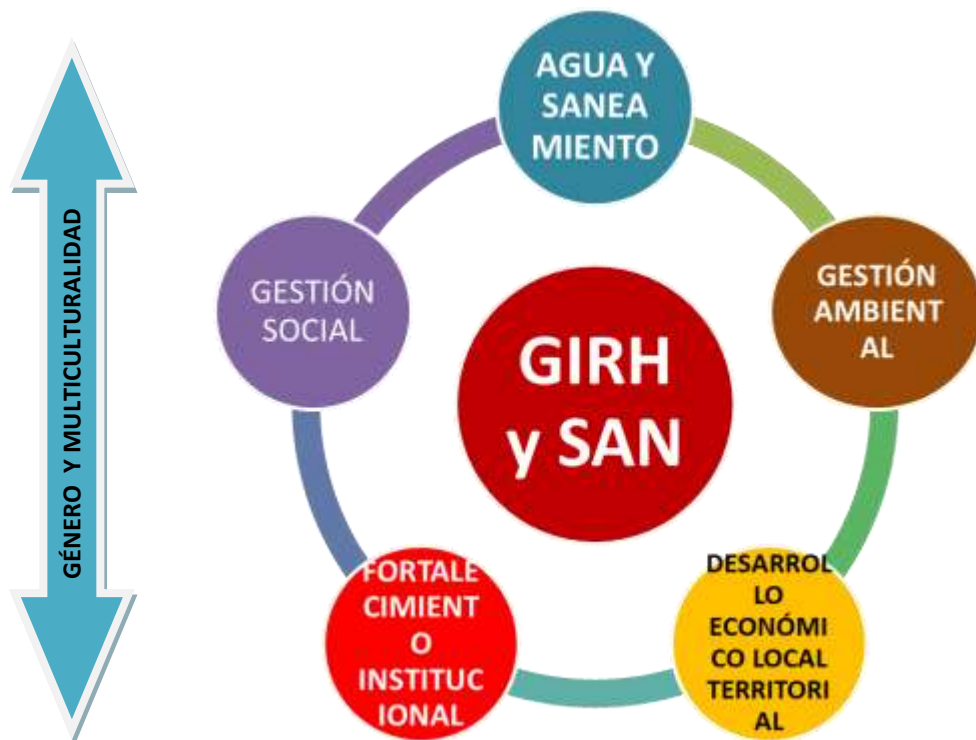 GÉNERO Y MULTICULTURALIDAD
AGUA Y
SANEA
MIENTO
GESTIÓN
SOCIAL
GESTIÓN
AMBIENT
AL
GIRH
y SAN
FORTALE
CIMIENT
O
INSTITUC
IONAL
DESARROL
LO
ECONÓMI
CO LOCAL
TERRITORI
AL